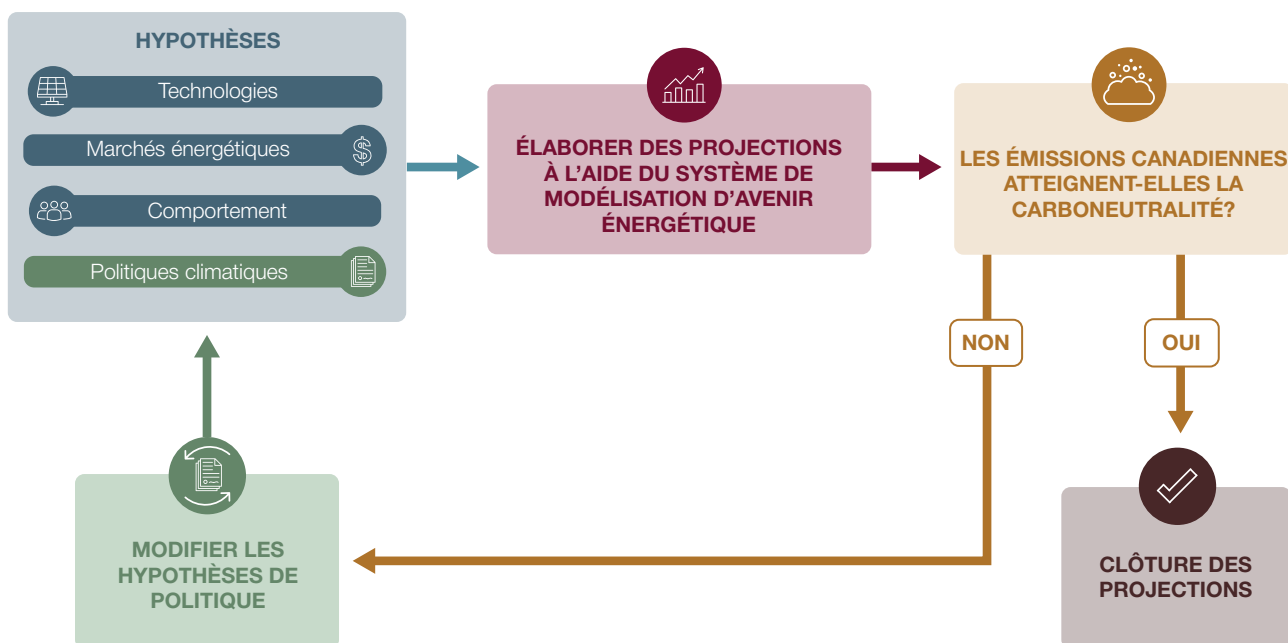 HYPOTHÈSES
Technologies
Marchés énergétiques
Comportement
Politiques climatiques
ÉLABORER DES PROJECTIONS
À L’AIDE DU SYSTÈME DE
MODÉLISATION D’AVENIR
ÉNERGÉTIQUE
LES ÉMISSIONS CANADIENNES
ATTEIGNENT-ELLES LA
CARBONEUTRALITÉ?
NON
OUI
MODIFIER LES
HYPOTHÈSES DE
POLITIQUE
CLÔTURE DES
PROJECTIONS